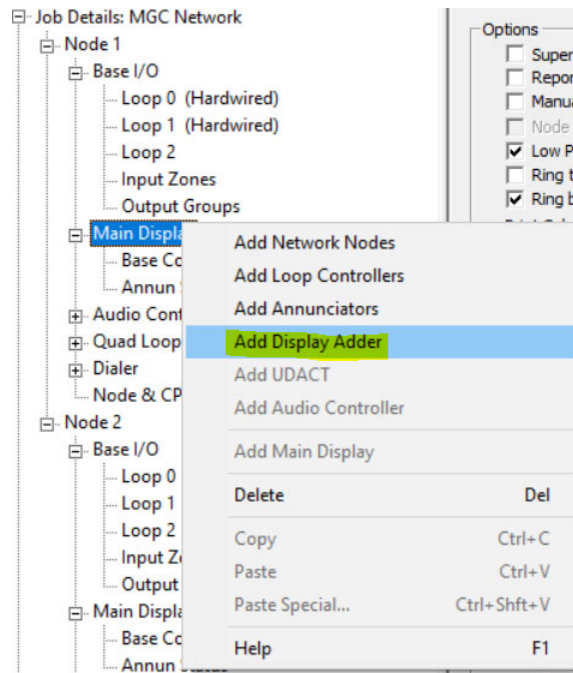 Job Details: MGC Network
Node 1
Base I/O
Loop 0 (Hardwired)
Loop 1 (Hardwired)
Loop 2
Input Zones
Output Groups
Main Displa
Base Co
Annun
Audio Cont
Quad Loop
Dialer
Node & CP
Node 2
Base I/O
Loop 0
Loop 1
Loop 2
Input Zo
Output
Main Displa
Base Co
Annun Status
Options
Super
Repor
Manua
Node
Low P
Ring t
Ring b
Add Network Nodes
Add Loop Controllers
Add Annunciators
Add Display Adder
Add UDACT
Add Audio Controller
Add Main Display
Delete Del
Copy Ctrl+C
Paste Ctrl+V
Paste Special... Ctrl+Shft+V
Help F1